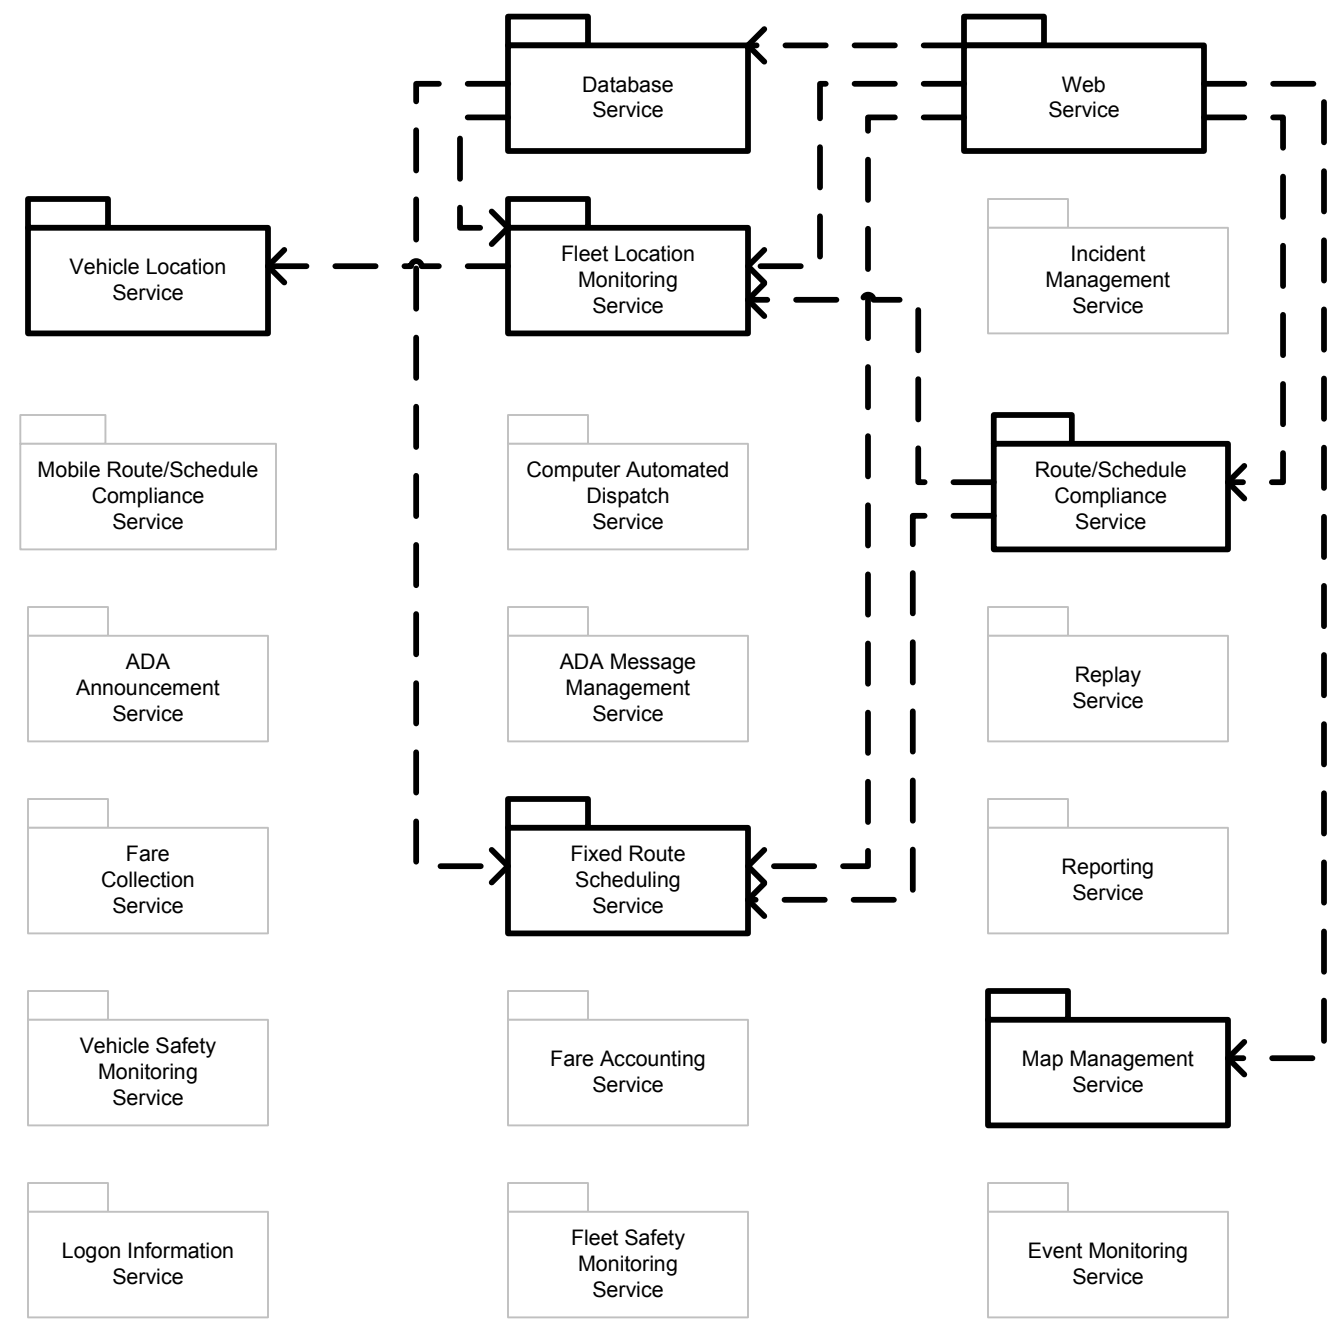 Database
Service
Web
Service
Vehicle Location
Service
Fleet Location
Monitoring
Service
Incident
Management
Service
Mobile Route/Schedule
Compliance
Service
Computer Automated
Dispatch
Service
Route/Schedule
Compliance
Service
ADA
Announcement
Service
ADA Message
Management
Service
Replay
Service
Fare
Collection
Service
Fixed Route
Scheduling
Service
Reporting
Service
Vehicle Safety
Monitoring
Service
Fare Accounting
Service
Map Management
Service
Logon Information
Service
Fleet Safety
Monitoring
Service
Event Monitoring
Service